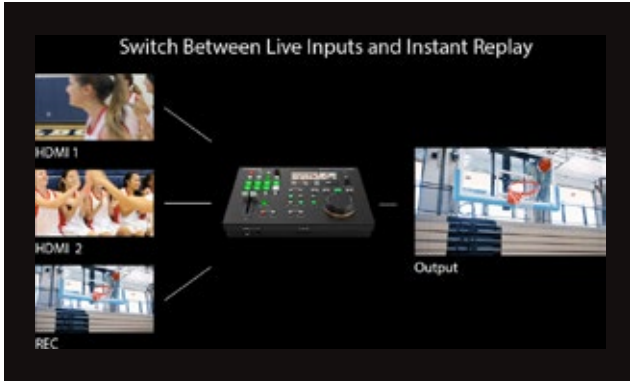 Switch Between Live Inputs and Instant Replay
HDMI 1
HDMI 2
REC
Output